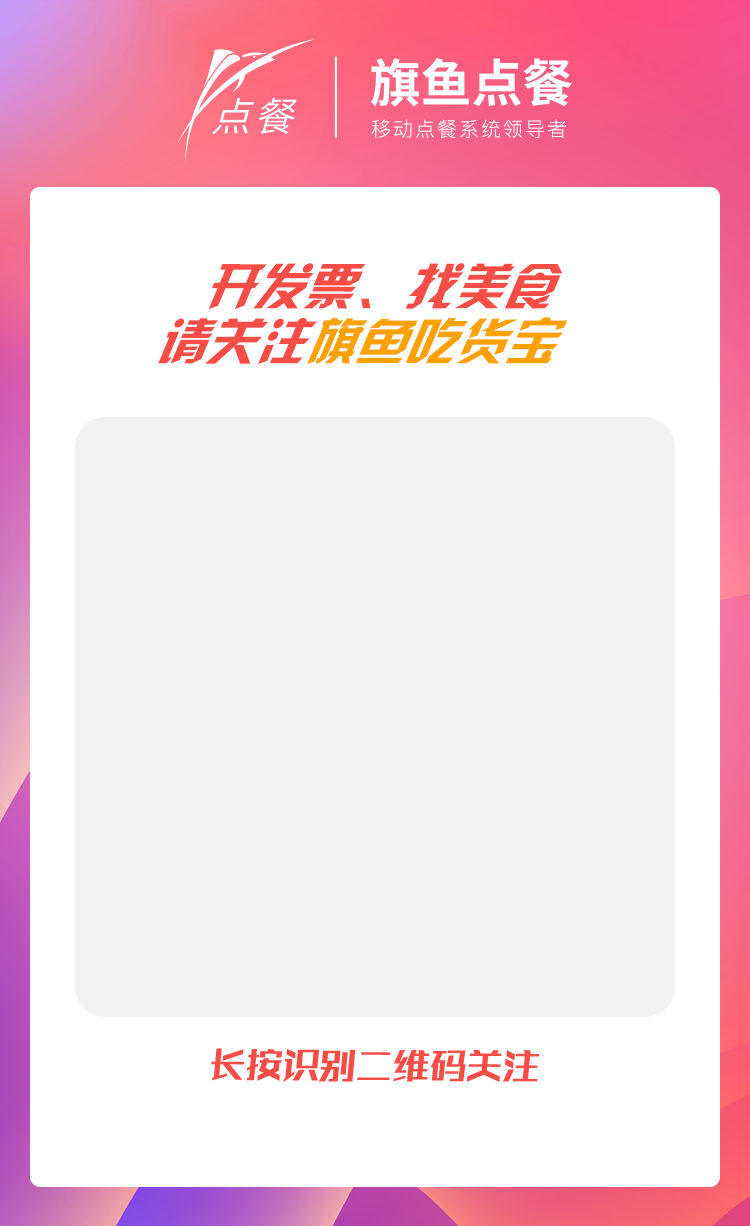 点餐
旗鱼点餐
移动点餐系统领导者
开发票、找美食
请关注旗鱼吃货宝
长按识别二维码关注